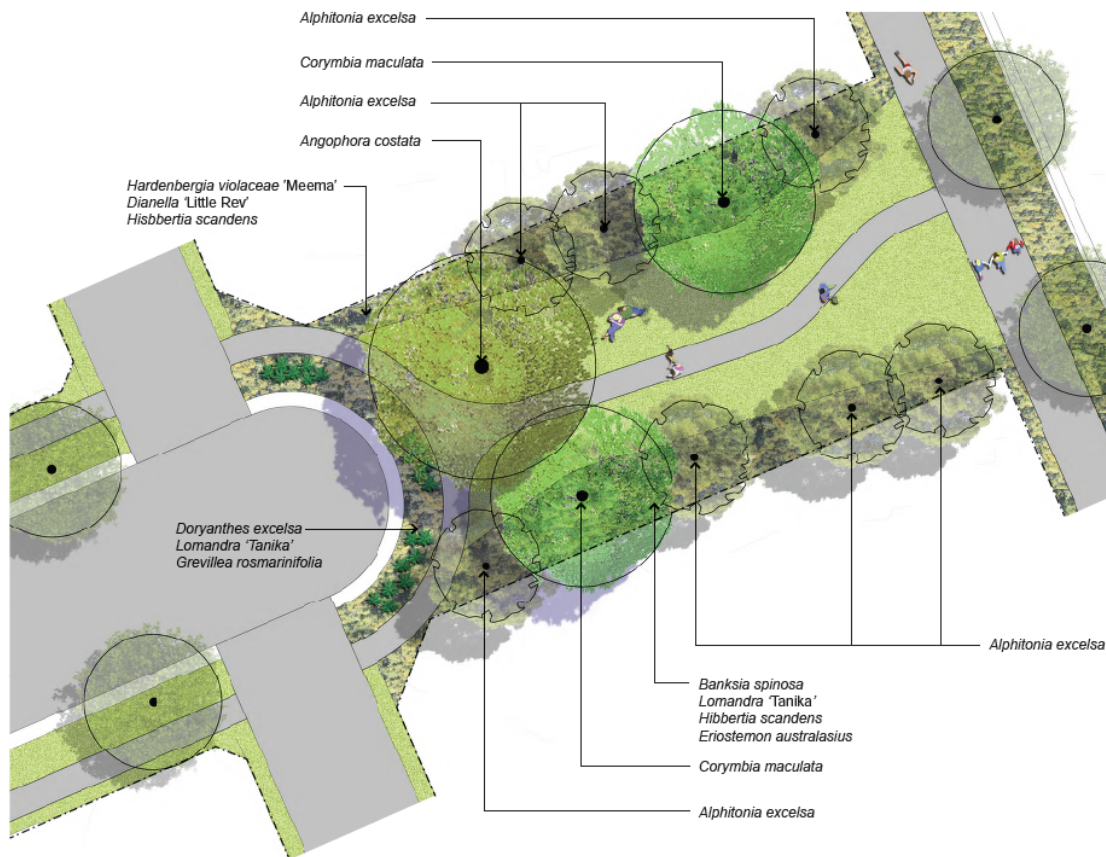 Alphitonia excelsa
Corymbia maculata
Alphitonia excelsa
Angophora costata
Hardenbergia violaceae 'Meema'
Dianella 'Little Rev'
Hisbbertia scandens
Doryanthes excelsa
Lomandra 'Tanika'
Grevillea rosmarinifolia
Alphitonia excelsa
Banksia spinosa
Lomandra 'Tanika'
Hibbertia scandens
Eriostemon australasius
Corymbia maculata
Alphitonia excelsa